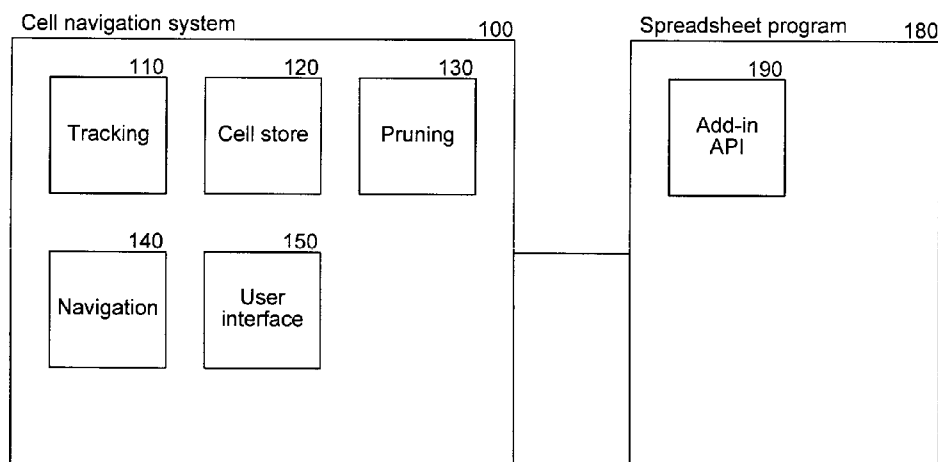 Cell navigation system 100
Spreadsheet program 180
110
120
130
190
Tracking
Cell store
Pruning
Add-in
API
140
150
Navigation
User
interface